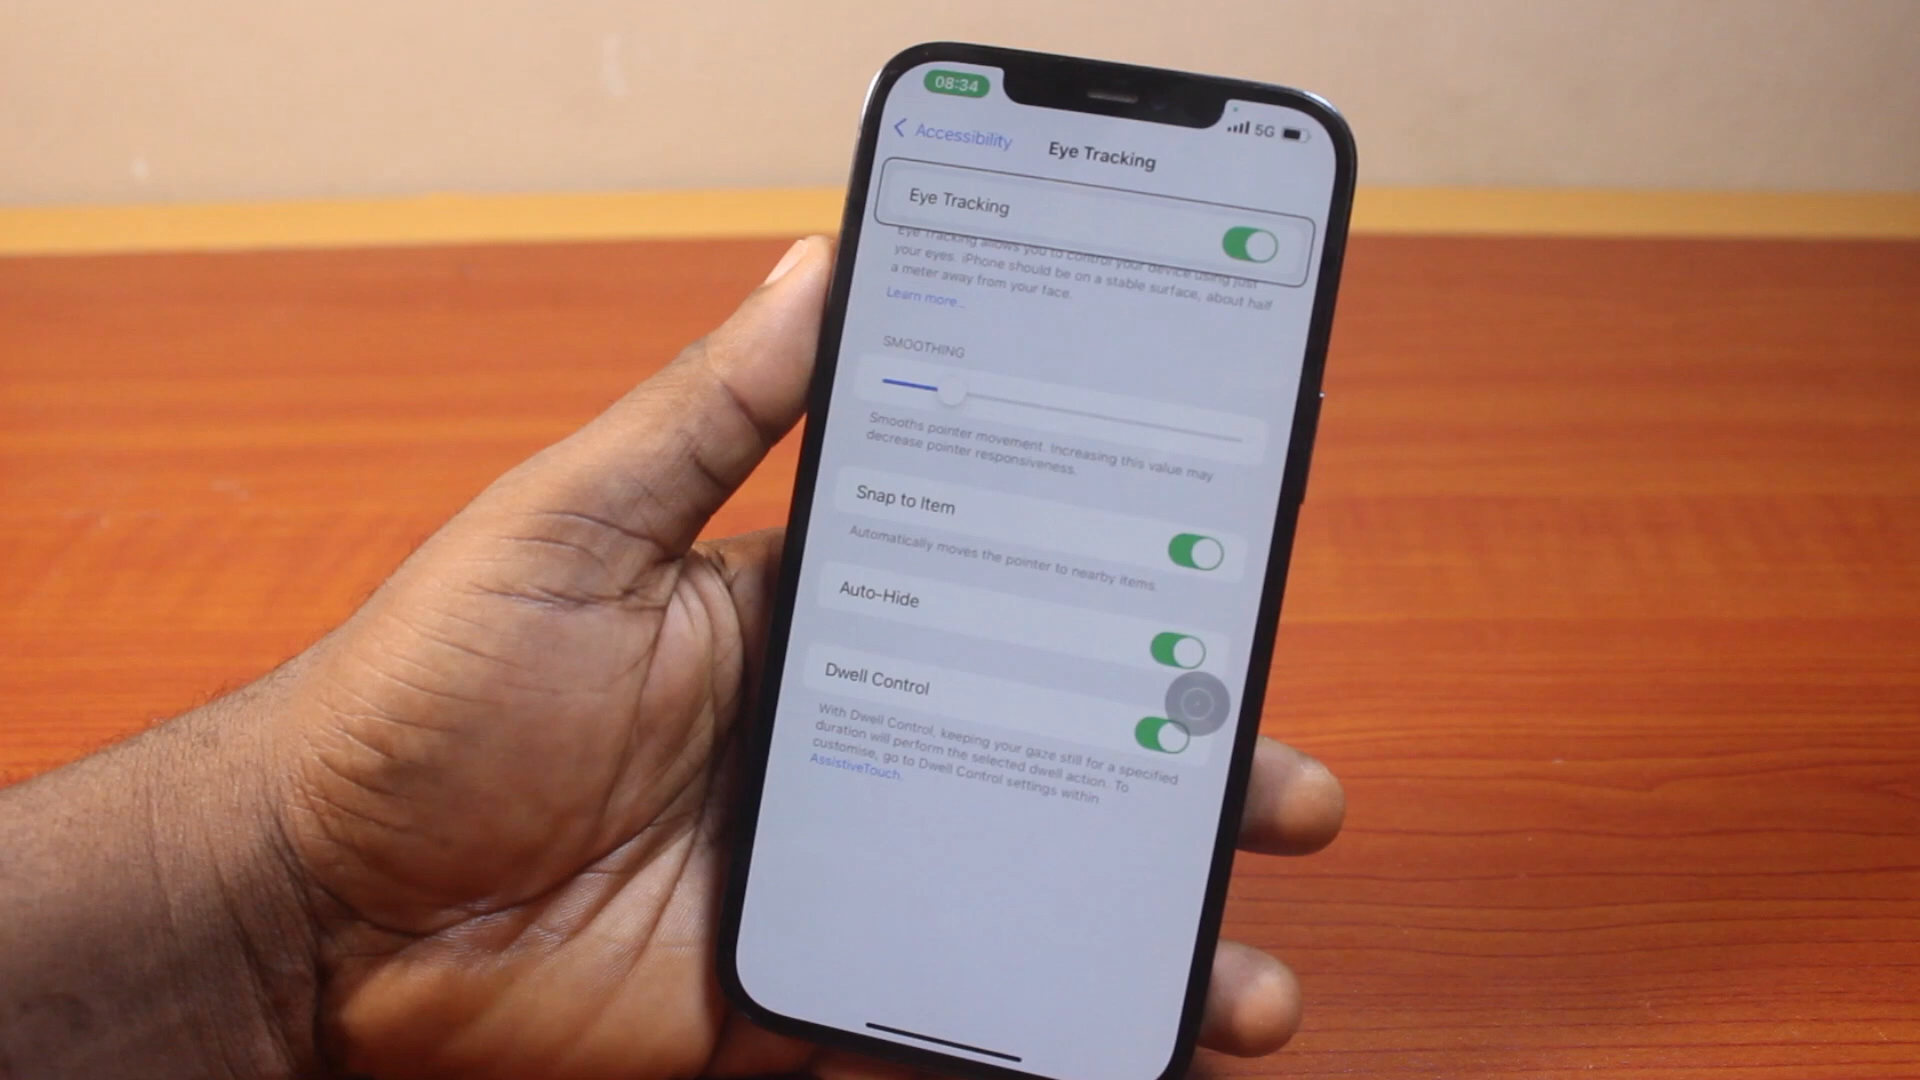 08:34
5G
Accessibility
Eye Tracking
Eye Tracking
Eye Tracking allows you to control your device using just
your eyes. iPhone should be on a stable surface, about half
a meter away from your face.
Learn more...
SMOOTHING
Smooths pointer movement. Increasing this value may
decrease pointer responsiveness.
Snap to Item
Automatically moves the pointer to nearby items.
Auto-Hide
Dwell Control
With Dwell Control, keeping your gaze still for a specified
duration will perform the selected dwell action. To
customise, go to Dwell Control settings within
AssistiveTouch.